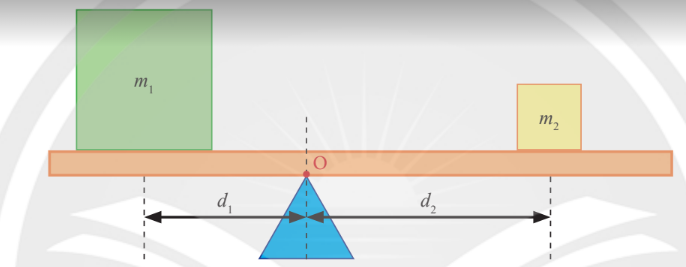 m₁
m₂
O
d₁
d₂